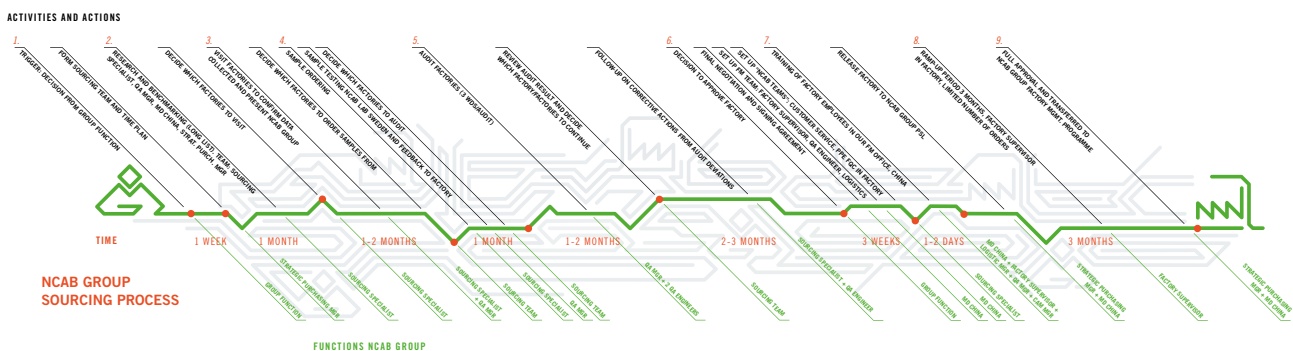 ACTIVITIES AND ACTIONS
1.
TRIGGER: DECISION FROM GROUP FUNCTION
FORM SOURCING TEAM AND TIME PLAN
2.
RESEARCH AND BENCHMARKING (LONG LIST), TEAM: SOURCING
SPECIALIST, QA MGR, MD CHINA, STRAT. PURCH. MGR
DECIDE WHICH FACTORIES TO VISIT
3.
VISIT FACTORIES TO CONFIRM DATA
COLLECTED AND PRESENT NCAB GROUP
DECIDE WHICH FACTORIES TO ORDER SAMPLES FROM
4.
SAMPLE ORDERING
SAMPLE TEST NCAB LAB SWEDEN AND FEEDBACK TO FACTORY
DECIDE WHICH FACTORIES TO AUDIT
5.
AUDIT FACTORIES (3 WDS/AUDIT)
REVIEW AUDIT RESULT AND DECIDE
WHICH FACTORY/FACTORIES TO CONTINUE
FOLLOW-UP ON CORRECTIVE ACTIONS FROM AUDIT DEVIATIONS
6.
DECISION TO APPROVE FACTORY
FINAL NEGOTIATION AND SIGNING AGREEMENT
SET UP FM TEAM; FACTORY SUPERVISOR, QA ENGINEER, LOGISTICS
SET UP "NCAB TEAMS"; CUSTOMER SERVICE, PPE, FQC IN FACTORY
7.
TRAINING OF FACTORY EMPLOYEES IN OUR FM OFFICE, CHINA
RELEASE FACTORY TO NCAB GROUP PSL
8.
RAMP-UP PERIOD 3 MONTHS, FACTORY SUPERVISOR
IN FACTORY, LIMITED NUMBER OF ORDERS
9.
FULL APPROVAL AND TRANSFERRED TO
NCAB GROUP FACTORY MGMT. PROGRAMME
TIME
1 WEEK
1 MONTH
1-2 MONTHS
1 MONTH
1-2 MONTHS
2-3 MONTHS
3 WEEKS
1-2 DAYS
3 MONTHS
GROUP FUNCTION
STRATEGIC PURCHASING MGR
SOURCING SPECIALIST
SOURCING SPECIALIST
SOURCING SPECIALIST
+ QA MGR
SOURCING TEAM
SOURCING SPECIALIST
QA MGR
SOURCING TEAM
QA MGR + 2 QA ENGINEERS
SOURCING TEAM
SOURCING SPECIALIST + QA ENGINEER
GROUP FUNCTION
MD CHINA
MD CHINA
SOURCING SPECIALIST
MD CHINA + FACTORY SUPERVISOR +
LOGISTIC MGR + QA MGR + CAM MGR
STRATEGIC PURCHASING
MGR + MD CHINA
FACTORY SUPERVISOR
STRATEGIC PURCHASING
MGR + MD CHINA
NCAB GROUP
SOURCING PROCESS
FUNCTIONS NCAB GROUP